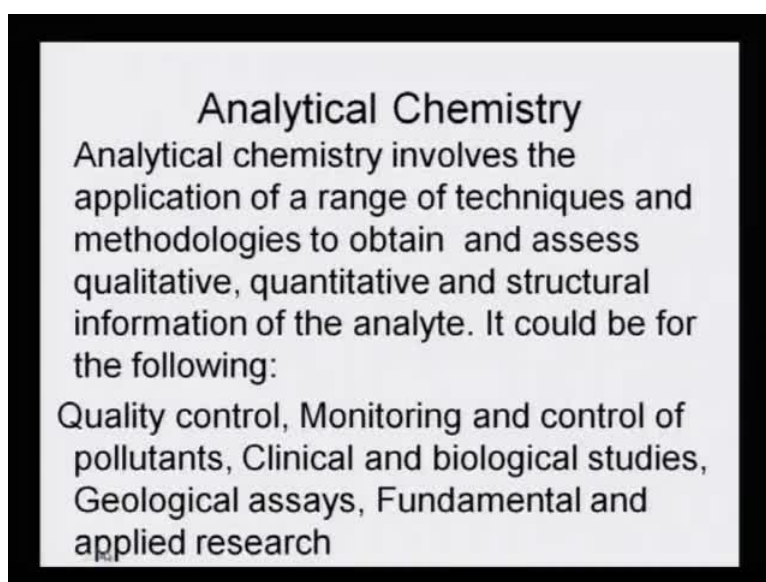 Analytical Chemistry
Analytical chemistry involves the
application of a range of techniques and
methodologies to obtain  and assess
qualitative, quantitative and structural
information of the analyte. It could be for
the following:
Quality control, Monitoring and control of
pollutants, Clinical and biological studies,
Geological assays, Fundamental and
applied research